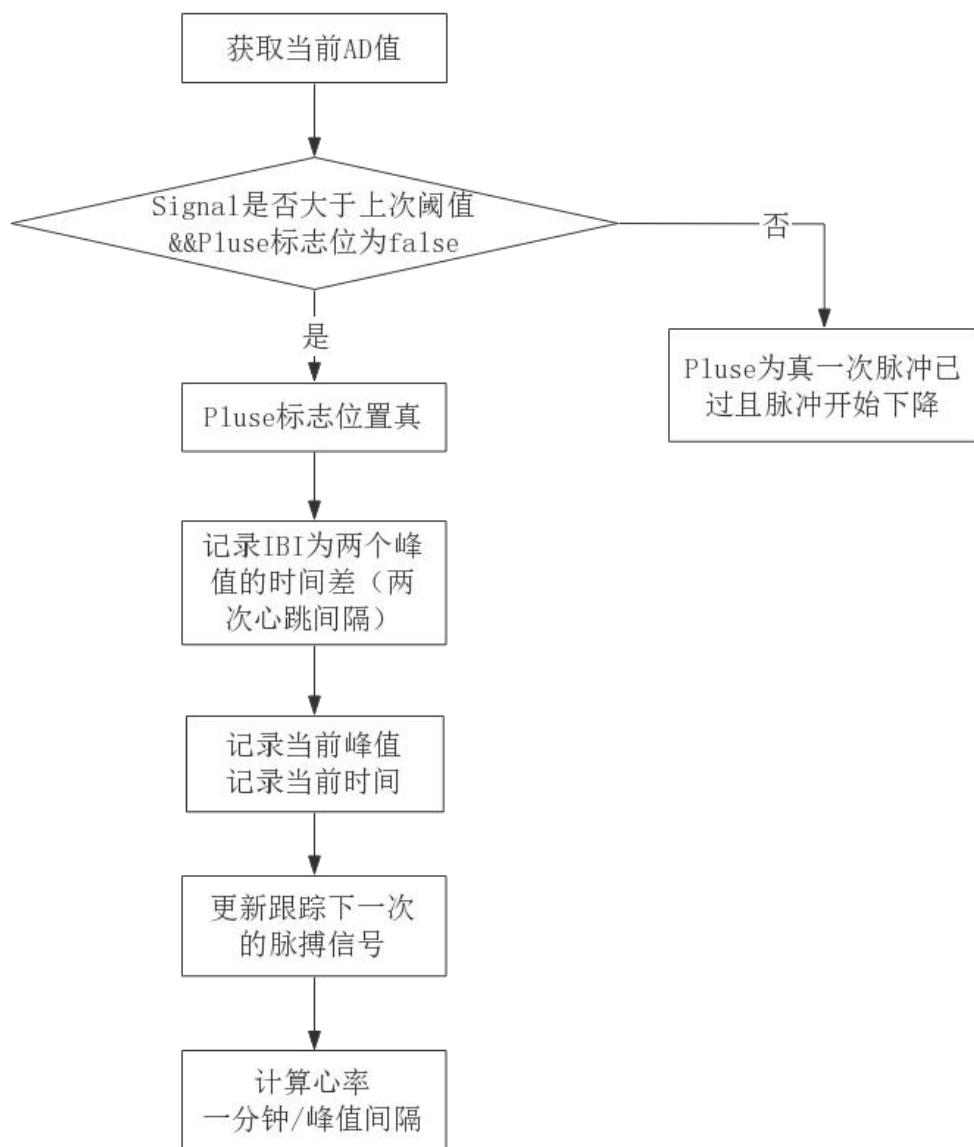 获取当前AD值
Signal是否大于上次阈值
&&Pluse标志位为false
否
是
Pluse为真一次脉冲已
过且脉冲开始下降
Pluse标志位置真
记录IBI为两个峰
值的时间差（两
次心跳间隔）
记录当前峰值
记录当前时间
更新跟踪下一次
的脉搏信号
计算心率
一分钟/峰值间隔